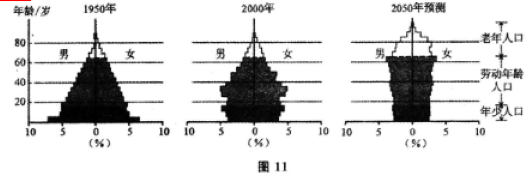 年龄/岁 1950年 2000年 2050年预测
80
60
40
20
男 女 男 女 男 女
老年人口
劳动年龄
人口
年少人口
10 5 0 5 10 5 0 5 10 5 0 5 10
(%) (%) (%)
图 11